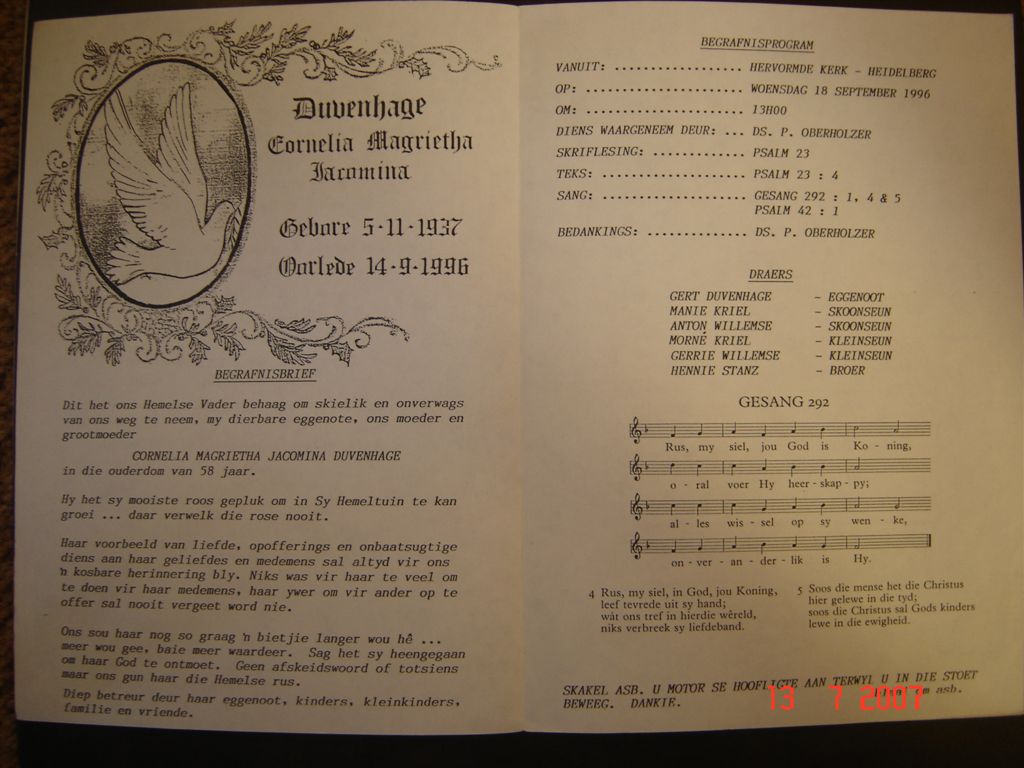 Duvenhage
Cornelia Magrietha
Jacomina
Gebore 5-11-1937
Oorlede 14-9-1996
BEGRAFNISBRIEF
Dit het ons Hemelse Vader behaag om skielik en onverwags
van ons weg te neem, my dierbare eggenote, ons moeder en
grootmoeder
CORNELIA MAGRIETHA JACOMINA DUVENHAGE
in die ouderdom van 58 jaar.
Hy het sy mooiste roos gepluk om in Sy Hemeltuin te kan
groei ... daar verwelk die rose nooit.
Haar voorbeeld van liefde, opofferings en onbaatsugtige
diens aan haar geliefdes en medemens sal altyd vir ons
'n kosbare herinnering bly. Niks was vir haar te veel om
te doen vir haar medemens, haar ywer om vir ander op te
offer sal nooit vergeet word nie.
Ons sou haar nog so graag 'n bietjie langer wou hê ...
meer wou gee, baie meer waardeer. Sag het sy heengegaan
om haar God te ontmoet. Geen afskeidswoord of totsiens
maar ons gun haar die Hemelse rus.
Diep betreur deur haar eggenoot, kinders, kleinkinders,
familie en vriende.
BEGRAFNISPROGRAM
VANUIT: .................. HERVORMDE KERK - HEIDELBERG
OP: ...................... WOENSDAG 18 SEPTEMBER 1996
OM: ...................... 13H00
DIENS WAARGENEEM DEUR: ... DS. P. OBERHOLZER
SKRIFLESING: ............. PSALM 23
TEKS: .................... PSALM 23 : 4
SANG: .................... GESANG 292 : 1, 4 & 5
PSALM 42 : 1
BEDANKINGS: .............. DS. P. OBERHOLZER
DRAERS
GERT DUVENHAGE - EGGENOOT
MANIE KRIEL - SKOONSEUN
ANTON WILLEMSE - SKOONSEUN
MORNÉ KRIEL - KLEINSEUN
GERRIE WILLEMSE - KLEINSEUN
HENNIE STANZ - BROER
GESANG 292
Rus, my siel, jou God is Ko - ning,
o - ral voer Hy heer - skap - py;
al - les wis - sel op sy wen - ke,
on - ver - an - der - lik is Hy.
4 Rus, my siel, in God, jou Koning,
leef tevrede uit sy hand;
wát ons tref in hierdie wêreld,
niks verbreek sy liefdeband.
5 Soos die mense het die Christus
hier gelewe in die tyd;
soos die Christus sal Gods kinders
lewe in die ewigheid.
SKAKEL ASB. U MOTOR SE HOOFLIGTE AAN TERWYL U IN DIE STOET
BEWEEG. DANKIE.
asb.
13 7 2007